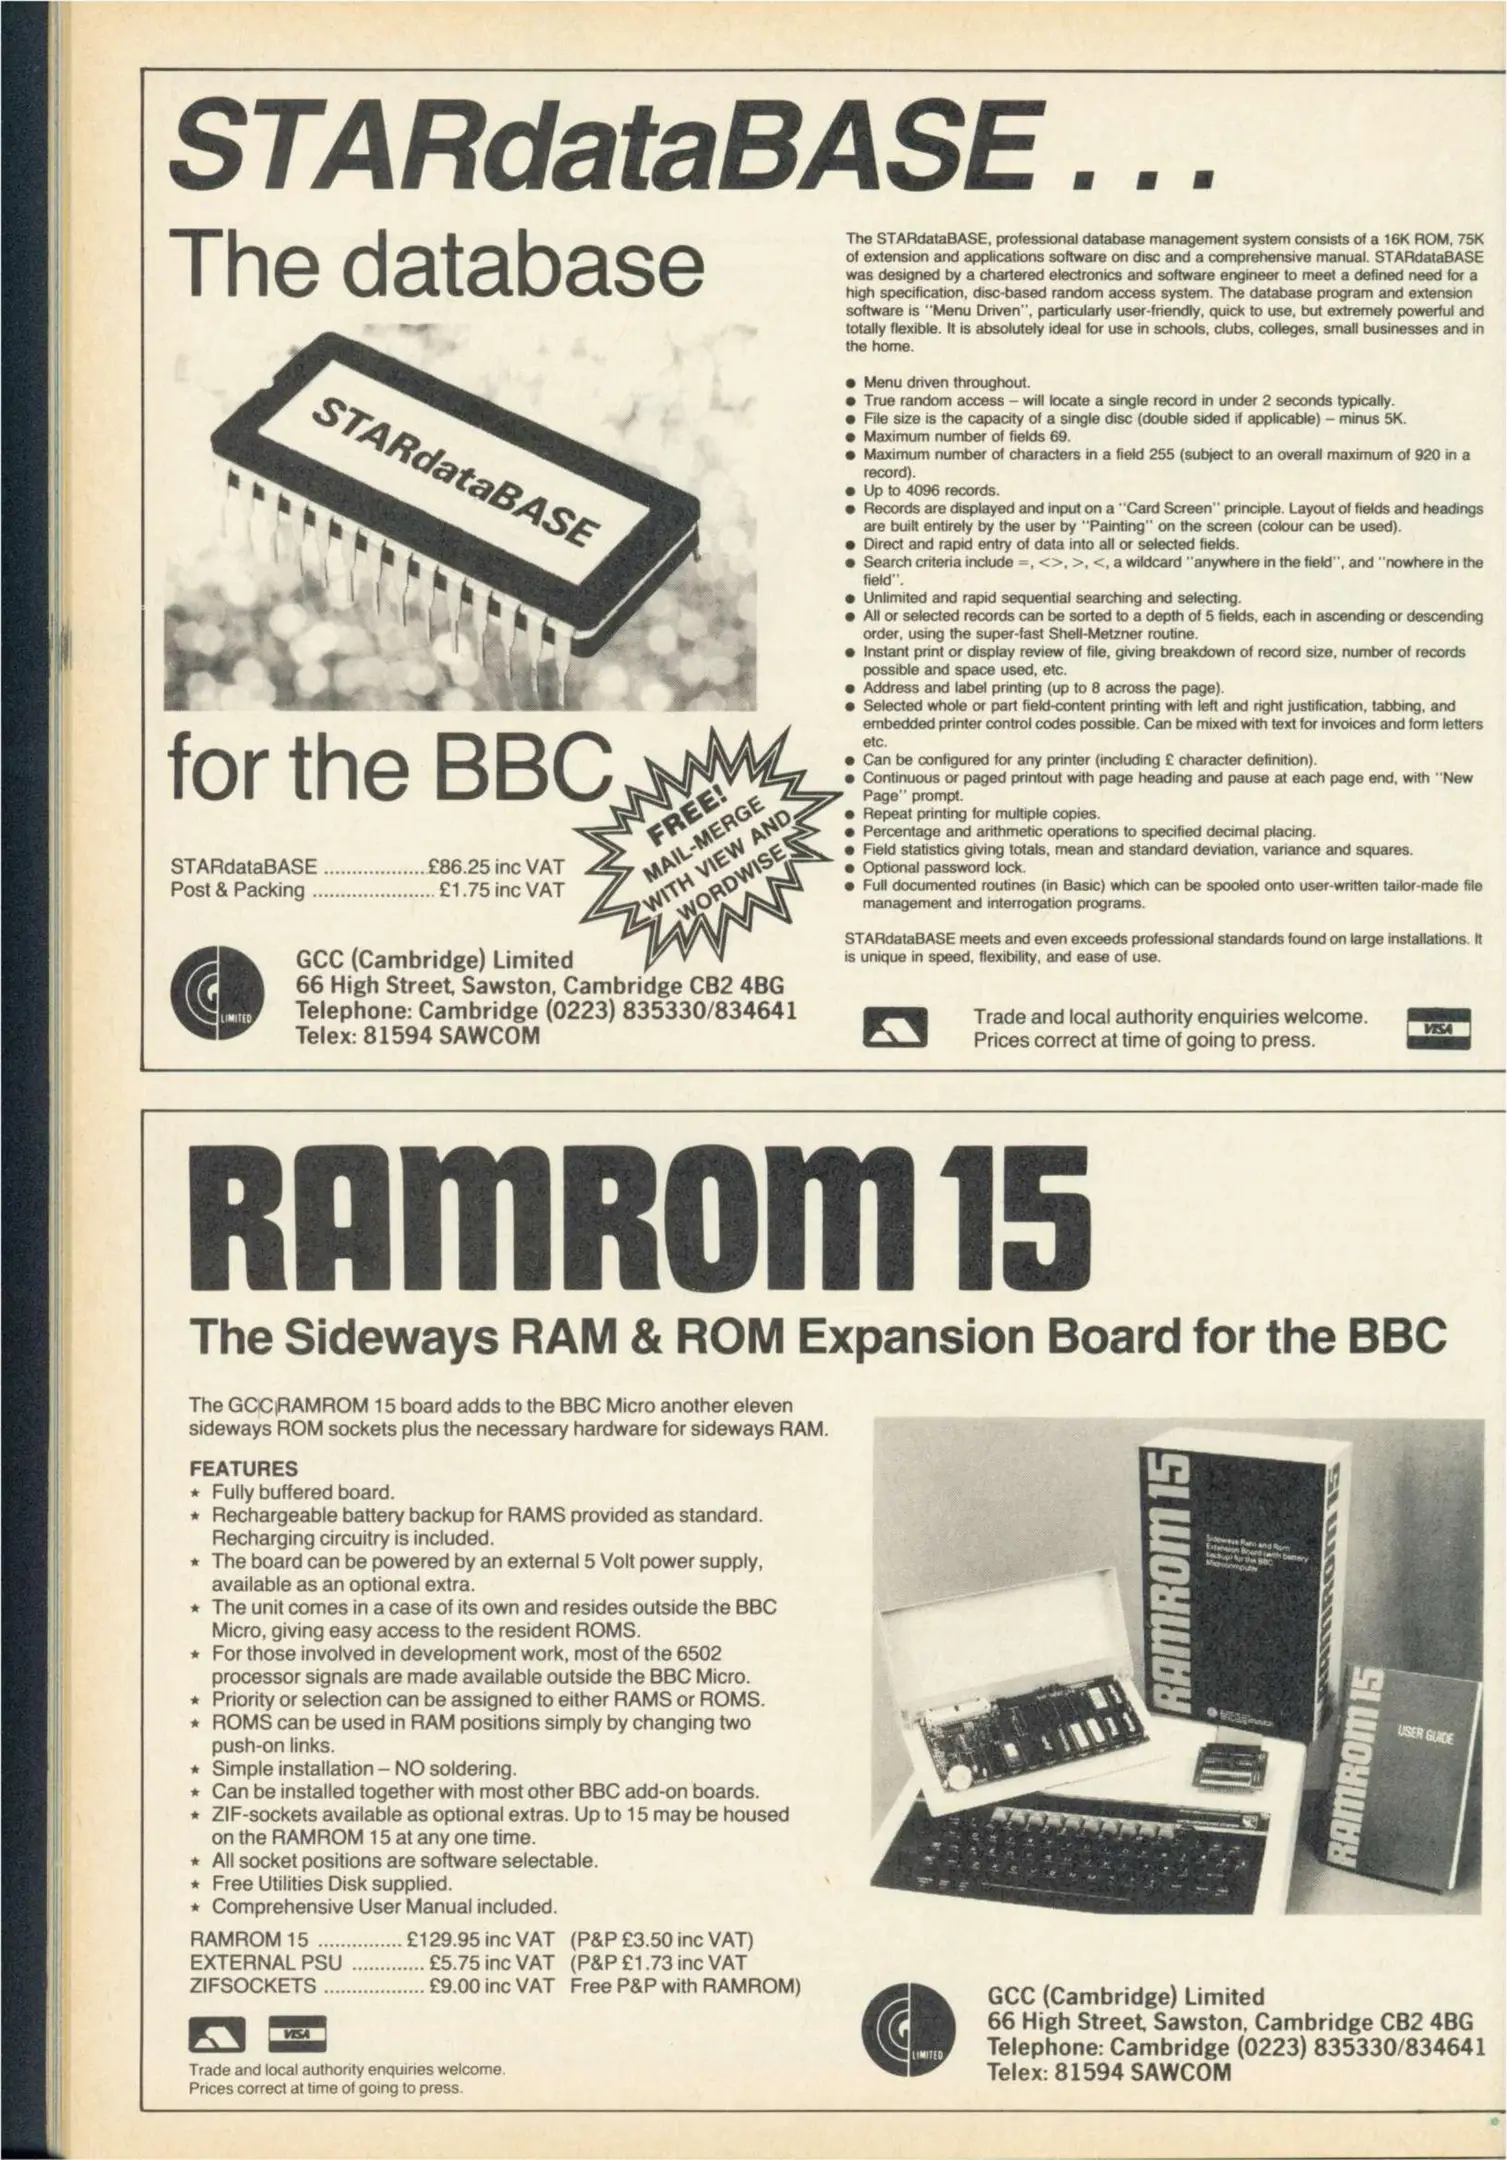 STARdataBASE...
The database
STARdataBASE
for the BBC
FREE!
MAIL-MERGE
WITH VIEW AND
WORDWISE
STARdataBASE ................... £86.25 inc VAT
Post & Packing ...................... £1.75 inc VAT
LIMITED
GCC (Cambridge) Limited
66 High Street, Sawston, Cambridge CB2 4BG
Telephone: Cambridge (0223) 835330/834641
Telex: 81594 SAWCOM
The STARdataBASE, professional database management system consists of a 16K ROM, 75K
of extension and applications software on disc and a comprehensive manual. STARdataBASE
was designed by a chartered electronics and software engineer to meet a defined need for a
high specification, disc-based random access system. The database program and extension
software is "Menu Driven", particularly user-friendly, quick to use, but extremely powerful and
totally flexible. It is absolutely ideal for use in schools, clubs, colleges, small businesses and in
the home.
● Menu driven throughout.
● True random access – will locate a single record in under 2 seconds typically.
● File size is the capacity of a single disc (double sided if applicable) – minus 5K.
● Maximum number of fields 69.
● Maximum number of characters in a field 255 (subject to an overall maximum of 920 in a
record).
● Up to 4096 records.
● Records are displayed and input on a "Card Screen" principle. Layout of fields and headings
are built entirely by the user by "Painting" on the screen (colour can be used).
● Direct and rapid entry of data into all or selected fields.
● Search criteria include =, <>, >, <, a wildcard "anywhere in the field", and "nowhere in the
field".
● Unlimited and rapid sequential searching and selecting.
● All or selected records can be sorted to a depth of 5 fields, each in ascending or descending
order, using the super-fast Shell-Metzner routine.
● Instant print or display review of file, giving breakdown of record size, number of records
possible and space used, etc.
● Address and label printing (up to 8 across the page).
● Selected whole or part field-content printing with left and right justification, tabbing, and
embedded printer control codes possible. Can be mixed with text for invoices and form letters
etc.
● Can be configured for any printer (including £ character definition).
● Continuous or paged printout with page heading and pause at each page end, with "New
Page" prompt.
● Repeat printing for multiple copies.
● Percentage and arithmetic operations to specified decimal placing.
● Field statistics giving totals, mean and standard deviation, variance and squares.
● Optional password lock.
● Full documented routines (in Basic) which can be spooled onto user-written tailor-made file
management and interrogation programs.
STARdataBASE meets and even exceeds professional standards found on large installations. It
is unique in speed, flexibility, and ease of use.
Trade and local authority enquiries welcome.
Prices correct at time of going to press.
VISA
RAMROM 15
The Sideways RAM & ROM Expansion Board for the BBC
The GCC RAMROM 15 board adds to the BBC Micro another eleven
sideways ROM sockets plus the necessary hardware for sideways RAM.
FEATURES
★ Fully buffered board.
★ Rechargeable battery backup for RAMS provided as standard.
Recharging circuitry is included.
★ The board can be powered by an external 5 Volt power supply,
available as an optional extra.
★ The unit comes in a case of its own and resides outside the BBC
Micro, giving easy access to the resident ROMS.
★ For those involved in development work, most of the 6502
processor signals are made available outside the BBC Micro.
★ Priority or selection can be assigned to either RAMS or ROMS.
★ ROMS can be used in RAM positions simply by changing two
push-on links.
★ Simple installation – NO soldering.
★ Can be installed together with most other BBC add-on boards.
★ ZIF-sockets available as optional extras. Up to 15 may be housed
on the RAMROM 15 at any one time.
★ All socket positions are software selectable.
★ Free Utilities Disk supplied.
★ Comprehensive User Manual included.
RAMROM 15 ............... £129.95 inc VAT (P&P £3.50 inc VAT)
EXTERNAL PSU ............. £5.75 inc VAT (P&P £1.73 inc VAT
ZIFSOCKETS .................. £9.00 inc VAT Free P&P with RAMROM)
VISA
Trade and local authority enquiries welcome.
Prices correct at time of going to press.
RAMROM 15
Sideways Ram and Rom
Expansion Board (with battery
backup) for the BBC
Microcomputer
RAMROM 15
RAMROM 15
USER GUIDE
LIMITED
GCC (Cambridge) Limited
66 High Street, Sawston, Cambridge CB2 4BG
Telephone: Cambridge (0223) 835330/834641
Telex: 81594 SAWCOM